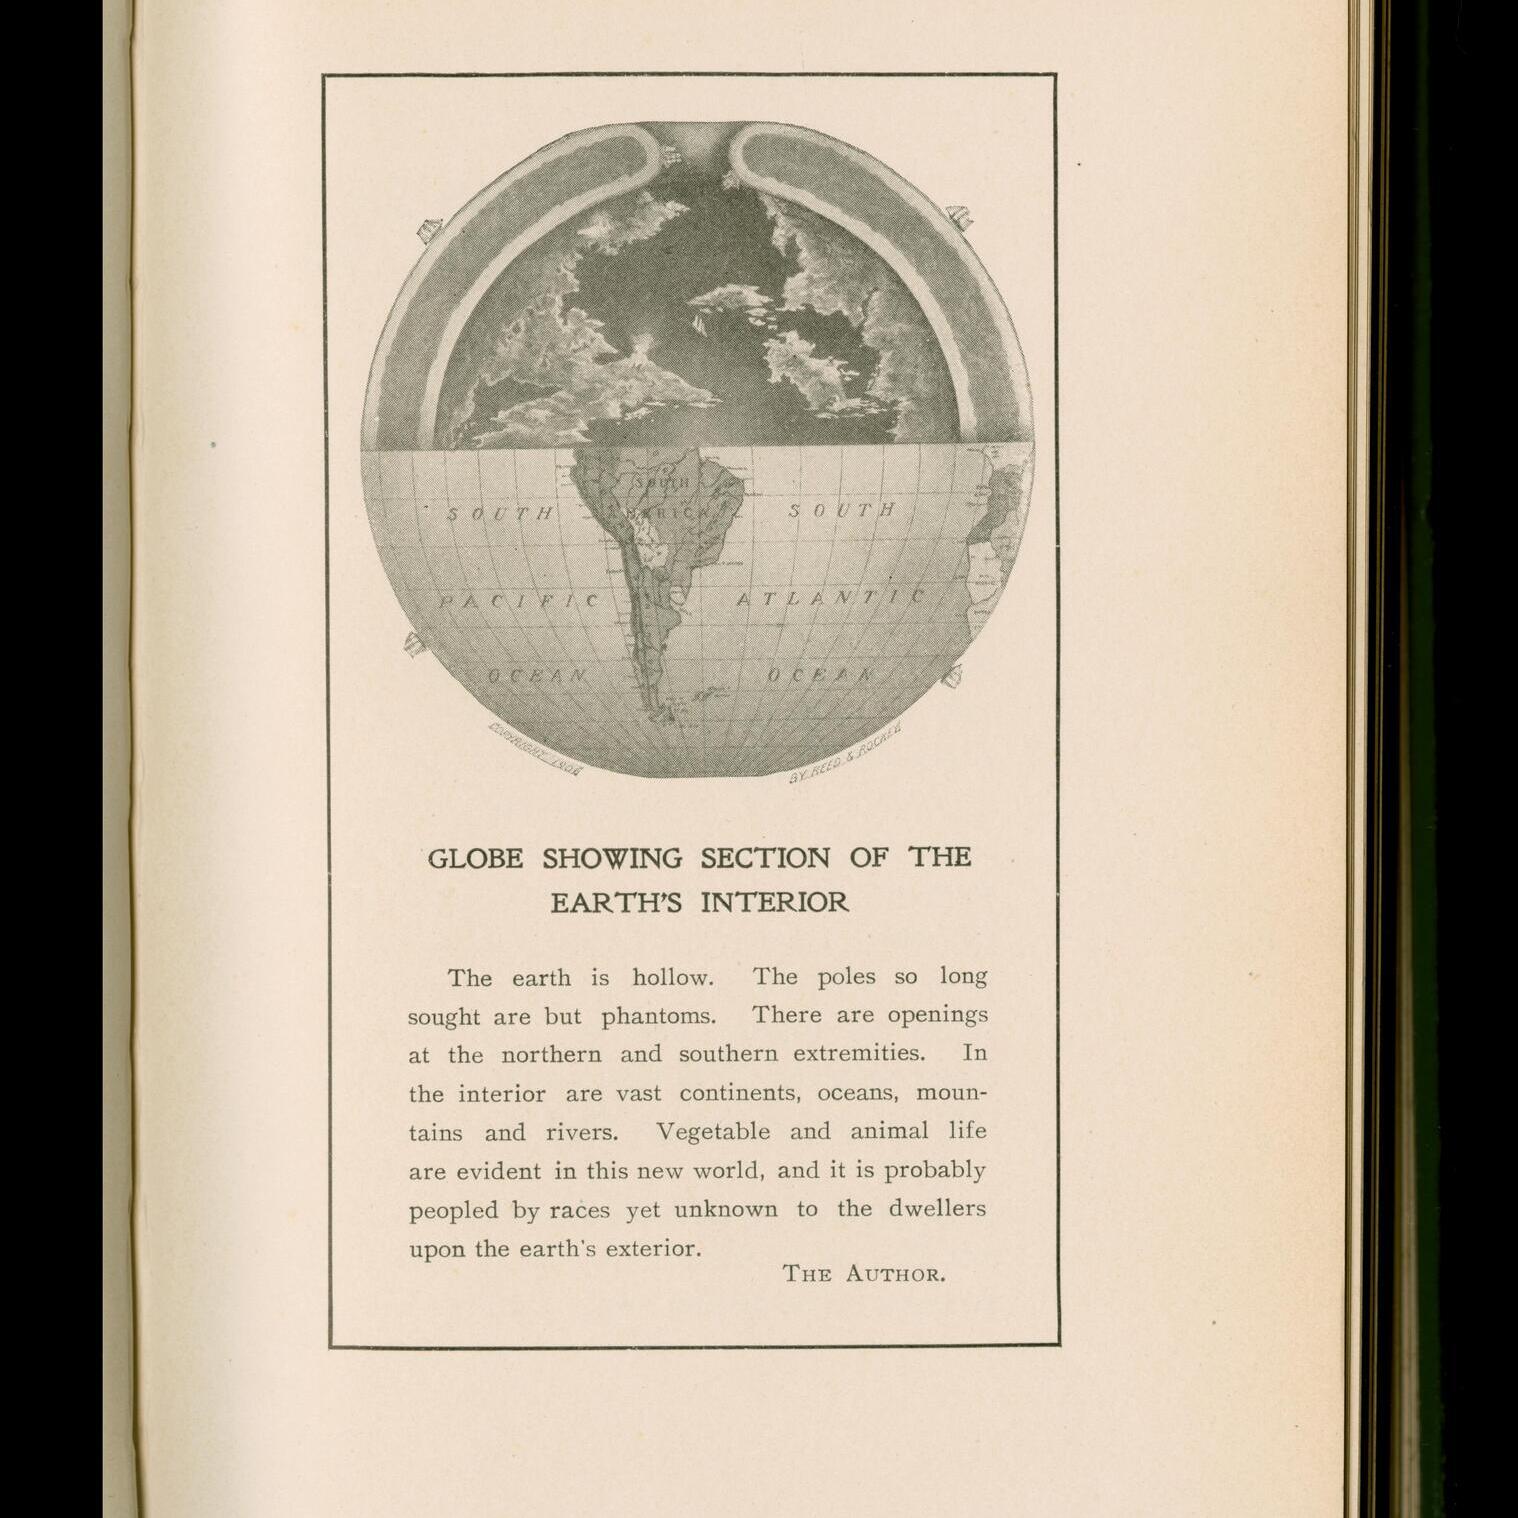 SOUTH
AMERICA
SOUTH SOUTH
PACIFIC ATLANTIC
OCEAN OCEAN
COPYRIGHT 1906 BY REED & ROCKER
GLOBE SHOWING SECTION OF THE
EARTH'S INTERIOR
The earth is hollow. The poles so long
sought are but phantoms. There are openings
at the northern and southern extremities. In
the interior are vast continents, oceans, moun-
tains and rivers. Vegetable and animal life
are evident in this new world, and it is probably
peopled by races yet unknown to the dwellers
upon the earth's exterior.
THE AUTHOR.